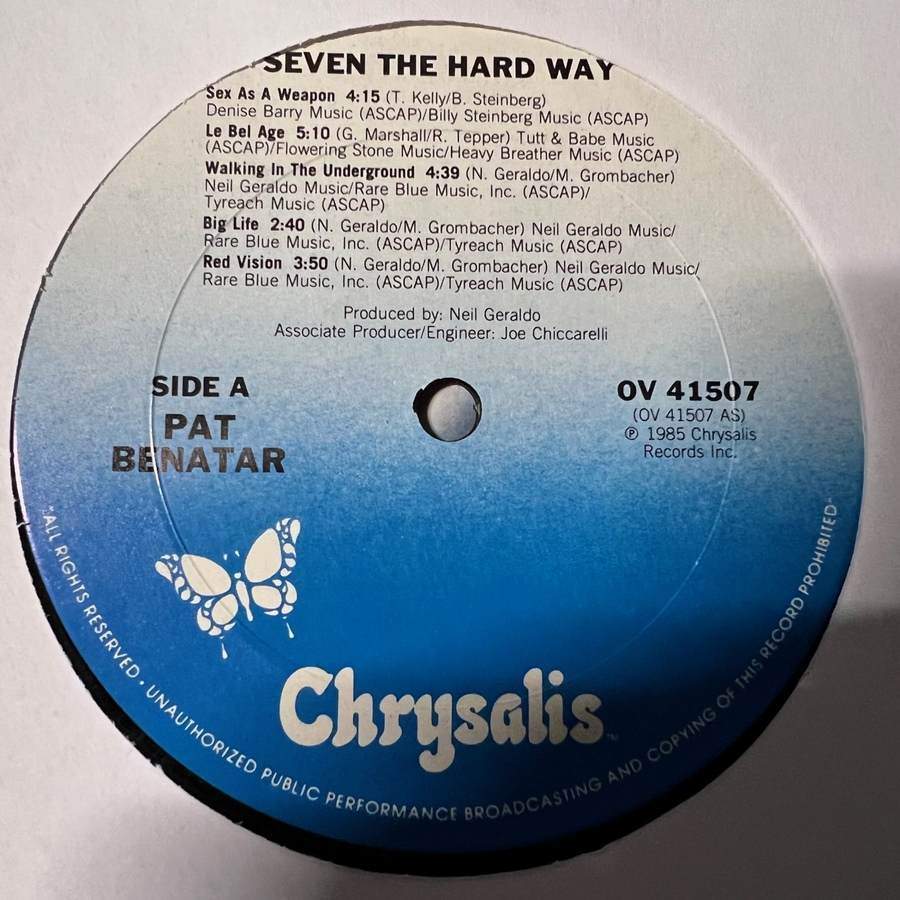 SEVEN THE HARD WAY
Sex As A Weapon 4:15 (T. Kelly/B. Steinberg)
Denise Barry Music (ASCAP)/Billy Steinberg Music (ASCAP)
Le Bel Age 5:10 (G. Marshall/R. Tepper) Tutt & Babe Music
(ASCAP)/Flowering Stone Music/Heavy Breather Music (ASCAP)
Walking In The Underground 4:39 (N. Geraldo/M. Grombacher)
Neil Geraldo Music/Rare Blue Music, Inc. (ASCAP)/
Tyreach Music (ASCAP)
Big Life 2:40 (N. Geraldo/M. Grombacher) Neil Geraldo Music/
Rare Blue Music, Inc. (ASCAP)/Tyreach Music (ASCAP)
Red Vision 3:50 (N. Geraldo/M. Grombacher) Neil Geraldo Music/
Rare Blue Music, Inc. (ASCAP)/Tyreach Music (ASCAP)
Produced by: Neil Geraldo
Associate Producer/Engineer: Joe Chiccarelli
SIDE A
PAT
BENATAR
OV 41507
(OV 41507 AS)
℗ 1985 Chrysalis
Records Inc.
Chrysalis™
"ALL RIGHTS RESERVED · UNAUTHORIZED PUBLIC PERFORMANCE BROADCASTING AND COPYING OF THIS RECORD PROHIBITED"